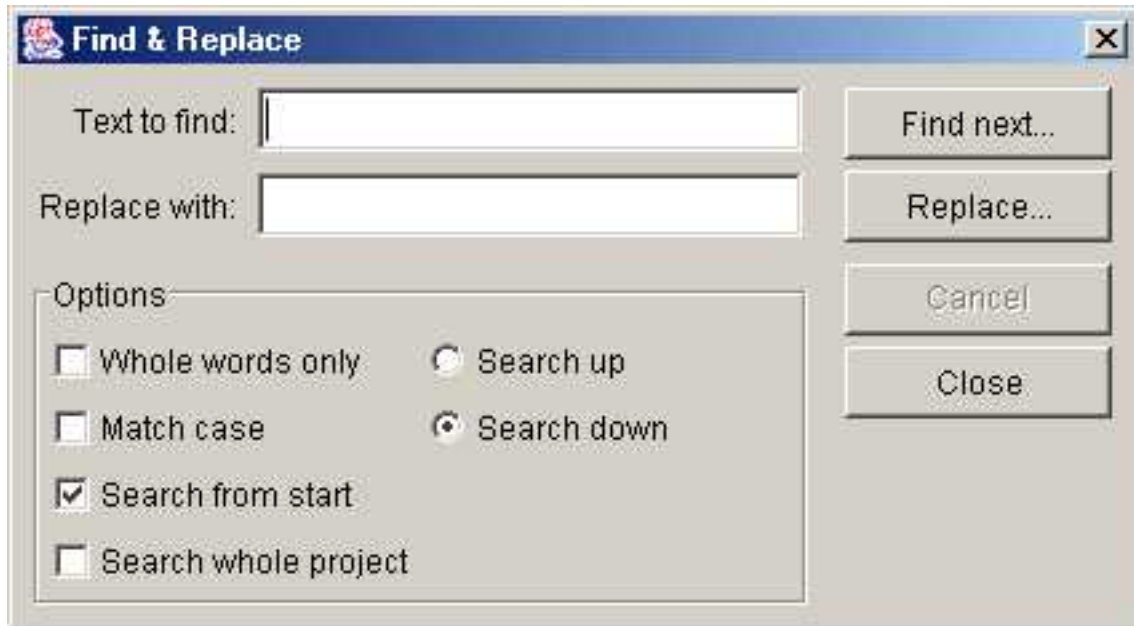 Find & Replace
Text to find:
Find next...
Replace with:
Replace...
Options
Cancel
Whole words only
Search up
Close
Match case
Search down
Search from start
Search whole project